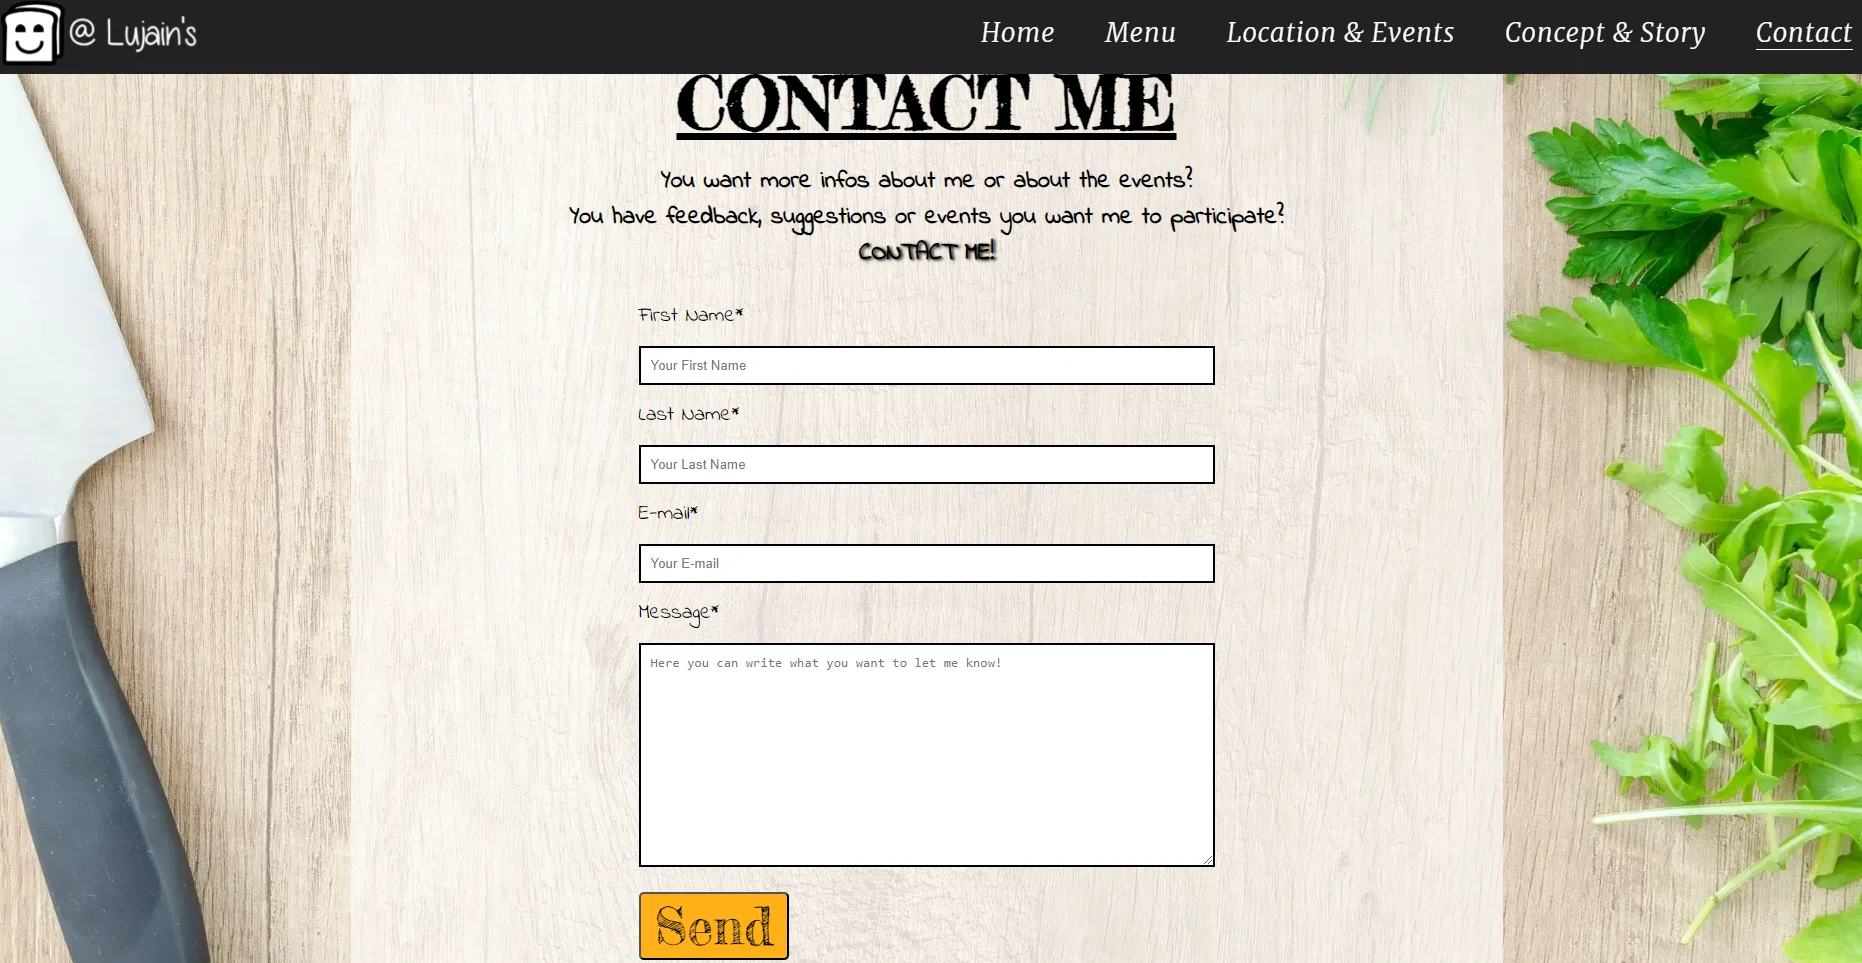 @ Lujain's
Home Menu Location & Events Concept & Story Contact
CONTACT ME
You want more infos about me or about the events?
You have feedback, suggestions or events you want me to participate?
CONTACT ME!
First Name*
Your First Name
Last Name*
Your Last Name
E-mail*
Your E-mail
Message*
Here you can write what you want to let me know!
Send